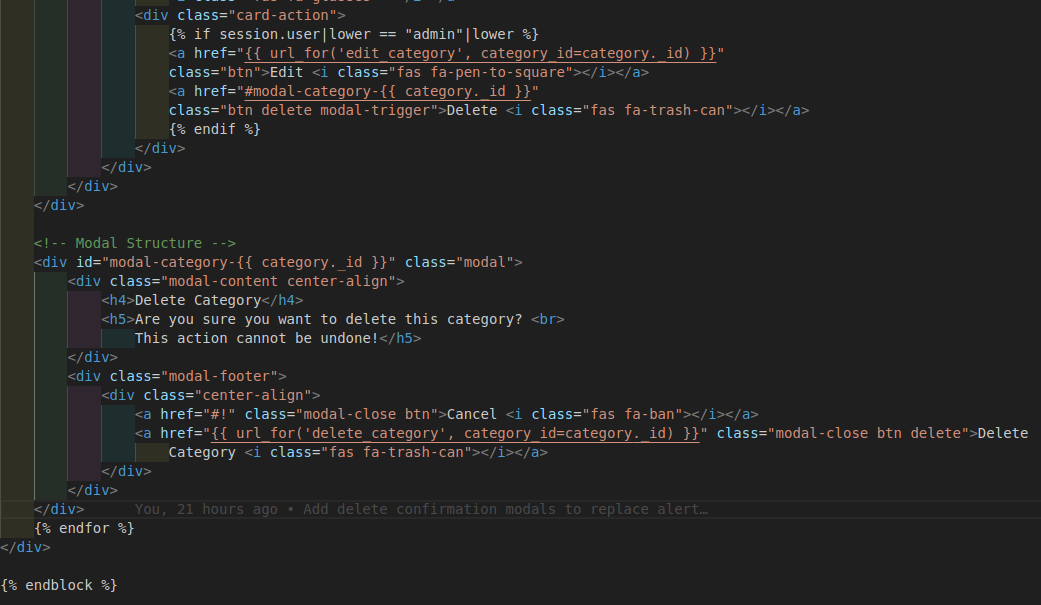 <div class="card-action">
{% if session.user|lower == "admin"|lower %}
<a href="{{ url_for('edit_category', category_id=category._id) }}"
class="btn">Edit <i class="fas fa-pen-to-square"></i></a>
<a href="#modal-category-{{ category._id }}"
class="btn delete modal-trigger">Delete <i class="fas fa-trash-can"></i></a>
{% endif %}
</div>
</div>
</div>
</div>
<!-- Modal Structure -->
<div id="modal-category-{{ category._id }}" class="modal">
<div class="modal-content center-align">
<h4>Delete Category</h4>
<h5>Are you sure you want to delete this category? <br>
This action cannot be undone!</h5>
</div>
<div class="modal-footer">
<div class="center-align">
<a href="#!" class="modal-close btn">Cancel <i class="fas fa-ban"></i></a>
<a href="{{ url_for('delete_category', category_id=category._id) }}" class="modal-close btn delete">Delete
Category <i class="fas fa-trash-can"></i></a>
</div>
</div>
</div> You, 21 hours ago • Add delete confirmation modals to replace alert…
{% endfor %}
</div>
{% endblock %}